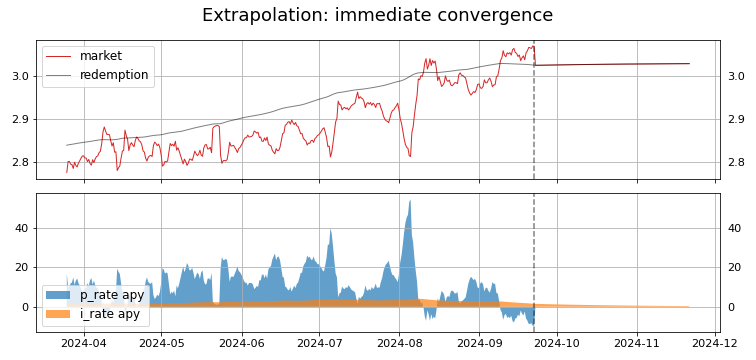 Extrapolation: immediate convergence
market
redemption
3.0
2.9
2.8
3.0
2.9
2.8
40
20
0
40
20
0
p_rate apy
i_rate apy
2024-04 2024-05 2024-06 2024-07 2024-08 2024-09 2024-10 2024-11 2024-12